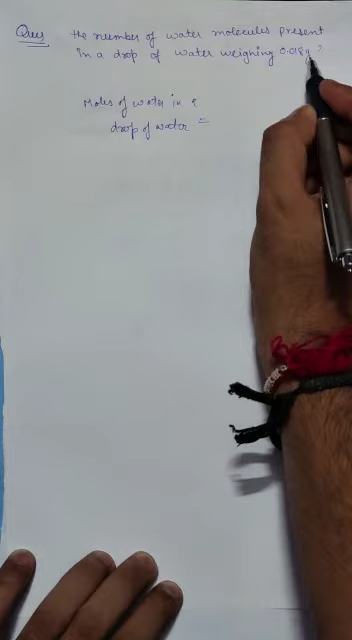 Ques the number of water molecules present
in a drop of water weighing 0.018g ?
Moles of water in a
drop of water =